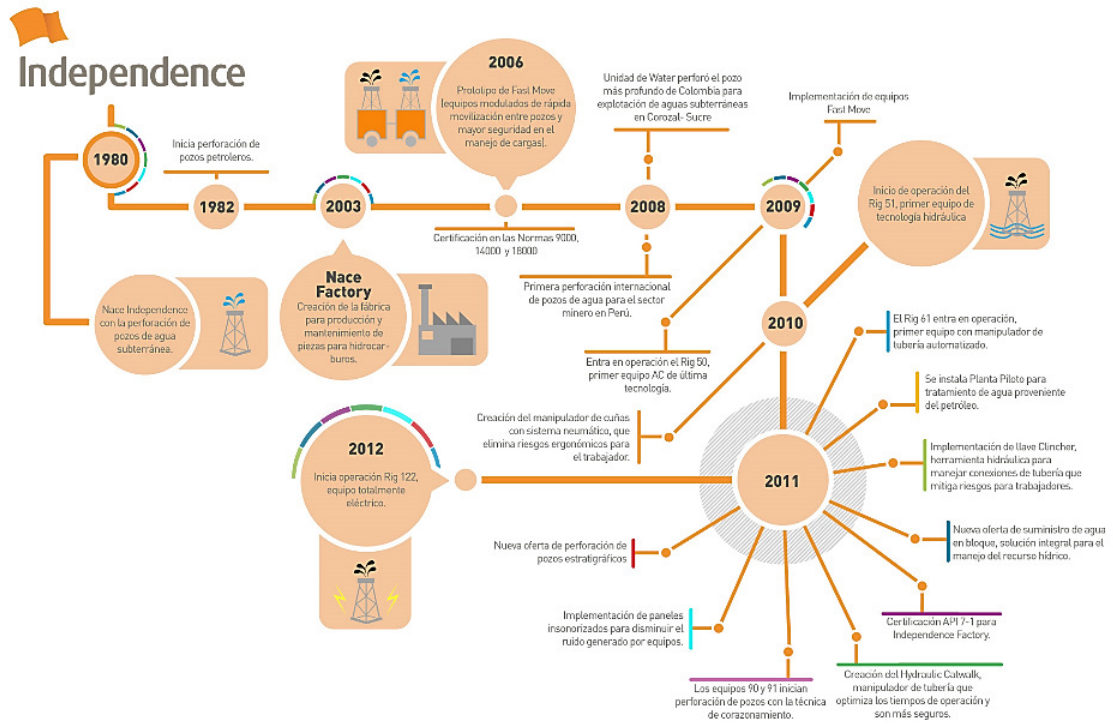 Independence
1980
Nace Independence
con la perforación de
pozos de agua
subterránea.
Inicia perforación de
pozos petroleros.
1982
2003
Nace
Factory
Creación de la fábrica
para producción y
mantenimiento de
piezas para hidrocar-
buros.
2006
Prototipo de Fast Move
(equipos modulados de rápida
movilización entre pozos y
mayor seguridad en el
manejo de cargas).
Certificación en las Normas 9000,
14000 y 18000
Unidad de Water perforó el pozo
más profundo de Colombia para
explotación de aguas subterráneas
en Corozal- Sucre
2008
Primera perforación internacional
de pozos de agua para el sector
minero en Perú.
Implementación de equipos
Fast Move
2009
Entra en operación el Rig 50,
primer equipo AC de última
tecnología.
Inicio de operación del
Rig 51, primer equipo de
tecnología hidráulica
2010
Creación del manipulador de cuñas
con sistema neumático, que
elimina riesgos ergonómicos para
el trabajador.
2011
El Rig 61 entra en operación,
primer equipo con manipulador de
tubería automatizado.
Se instala Planta Piloto para
tratamiento de agua proveniente
del petróleo.
Implementación de llave Clincher,
herramienta hidráulica para
manejar conexiones de tubería que
mitiga riesgos para trabajadores.
Nueva oferta de suministro de agua
en bloque, solución integral para el
manejo del recurso hídrico.
Certificación API 7-1 para
Independence Factory.
Creación del Hydraulic Catwalk,
manipulador de tubería que
optimiza los tiempos de operación y
son más seguros.
Los equipos 90 y 91 inician
perforación de pozos con la técnica
de corazonamiento.
Implementación de paneles
insonorizados para disminuir el
ruido generado por equipos.
Nueva oferta de perforación de
pozos estratigráficos
2012
Inicia operación Rig 122,
equipo totalmente
eléctrico.